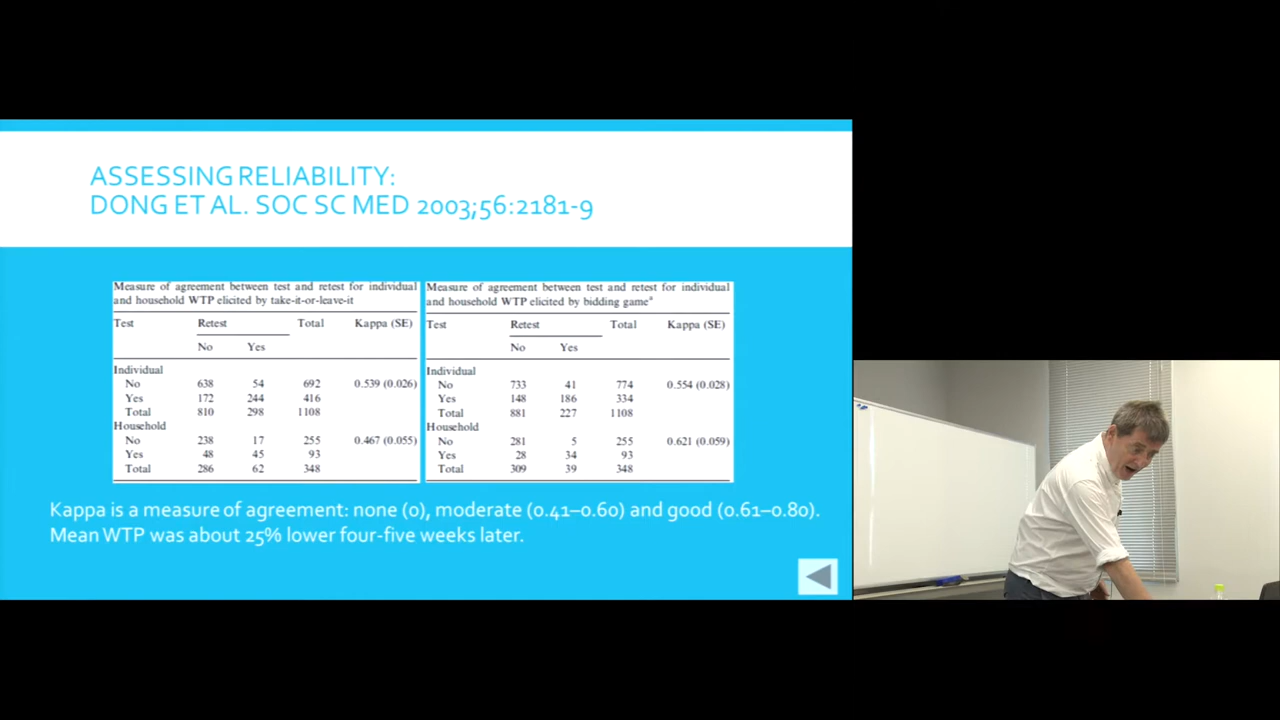 ASSESSING RELIABILITY:
DONG ET AL. SOC SC MED 2003;56:2181-9
Measure of agreement between test and retest for individual
and household WTP elicited by take-it-or-leave-it
Test Retest Total Kappa (SE)
No Yes
Individual
No 638 54 692 0.539 (0.026)
Yes 172 244 416
Total 810 298 1108
Household
No 238 17 255 0.467 (0.055)
Yes 48 45 93
Total 286 62 348
Measure of agreement between test and retest for individual
and household WTP elicited by bidding game^a
Test Retest Total Kappa (SE)
No Yes
Individual
No 733 41 774 0.554 (0.028)
Yes 148 186 334
Total 881 227 1108
Household
No 281 5 255 0.621 (0.059)
Yes 28 34 93
Total 309 39 348
Kappa is a measure of agreement: none (0), moderate (0.41–0.60) and good (0.61–0.80).
Mean WTP was about 25% lower four-five weeks later.